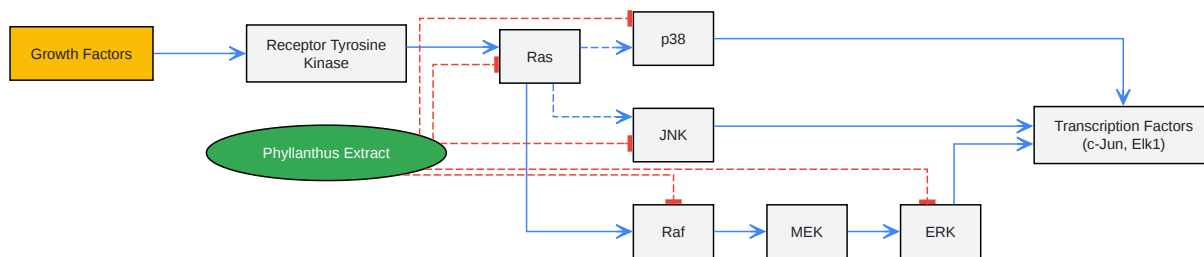 Growth Factors
Receptor Tyrosine
Kinase
Ras
p38
Phyllanthus Extract
JNK
Transcription Factors
(c-Jun, Elk1)
Raf
MEK
ERK